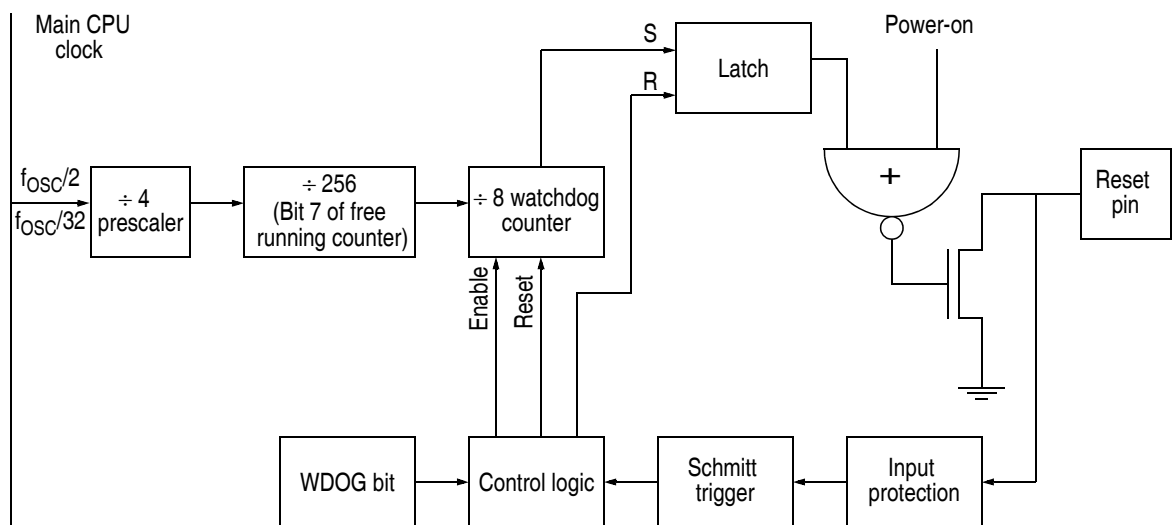 Main CPU
clock
S
R
Latch
Power-on
fOSC/2
fOSC/32
÷ 4
prescaler
÷ 256
(Bit 7 of free
running counter)
÷ 8 watchdog
counter
+
Reset
pin
Enable
Reset
WDOG bit
Control logic
Schmitt
trigger
Input
protection